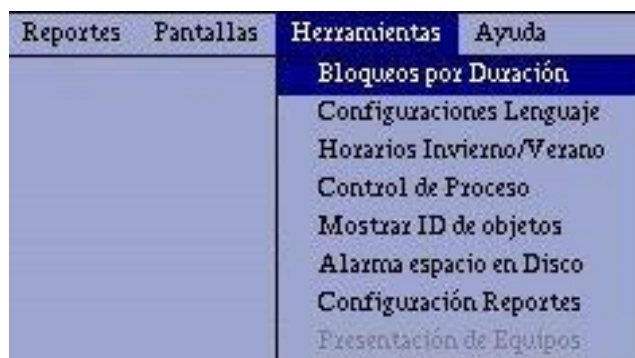 Reportes Pantallas Herramientas Ayuda
Bloqueos por Duración
Configuraciones Lenguaje
Horarios Invierno/Verano
Control de Proceso
Mostrar ID de objetos
Alarma espacio en Disco
Configuración Reportes
Presentación de Equipos